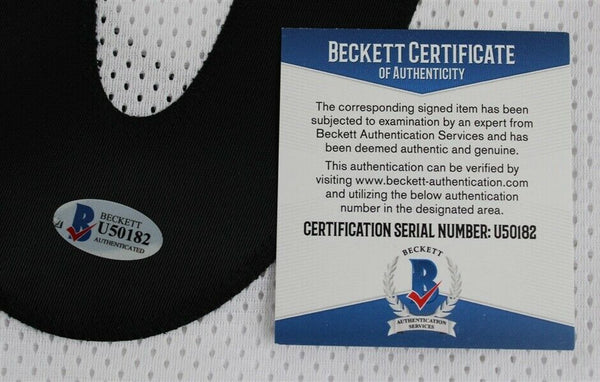 BECKETT CERTIFICATE
OF AUTHENTICITY
The corresponding signed item has been
subjected to examination by an expert from
Beckett Authentication Services and has
been deemed authentic and genuine.
This authentication can be verified by
visiting www.beckett-authentication.com
and utilizing the below authentication
number in the designated area.
CERTIFICATION SERIAL NUMBER: U50182
BECKETT
B
AUTHENTICATION
SERVICES
B
BECKETT
U50182
AUTHENTICATED